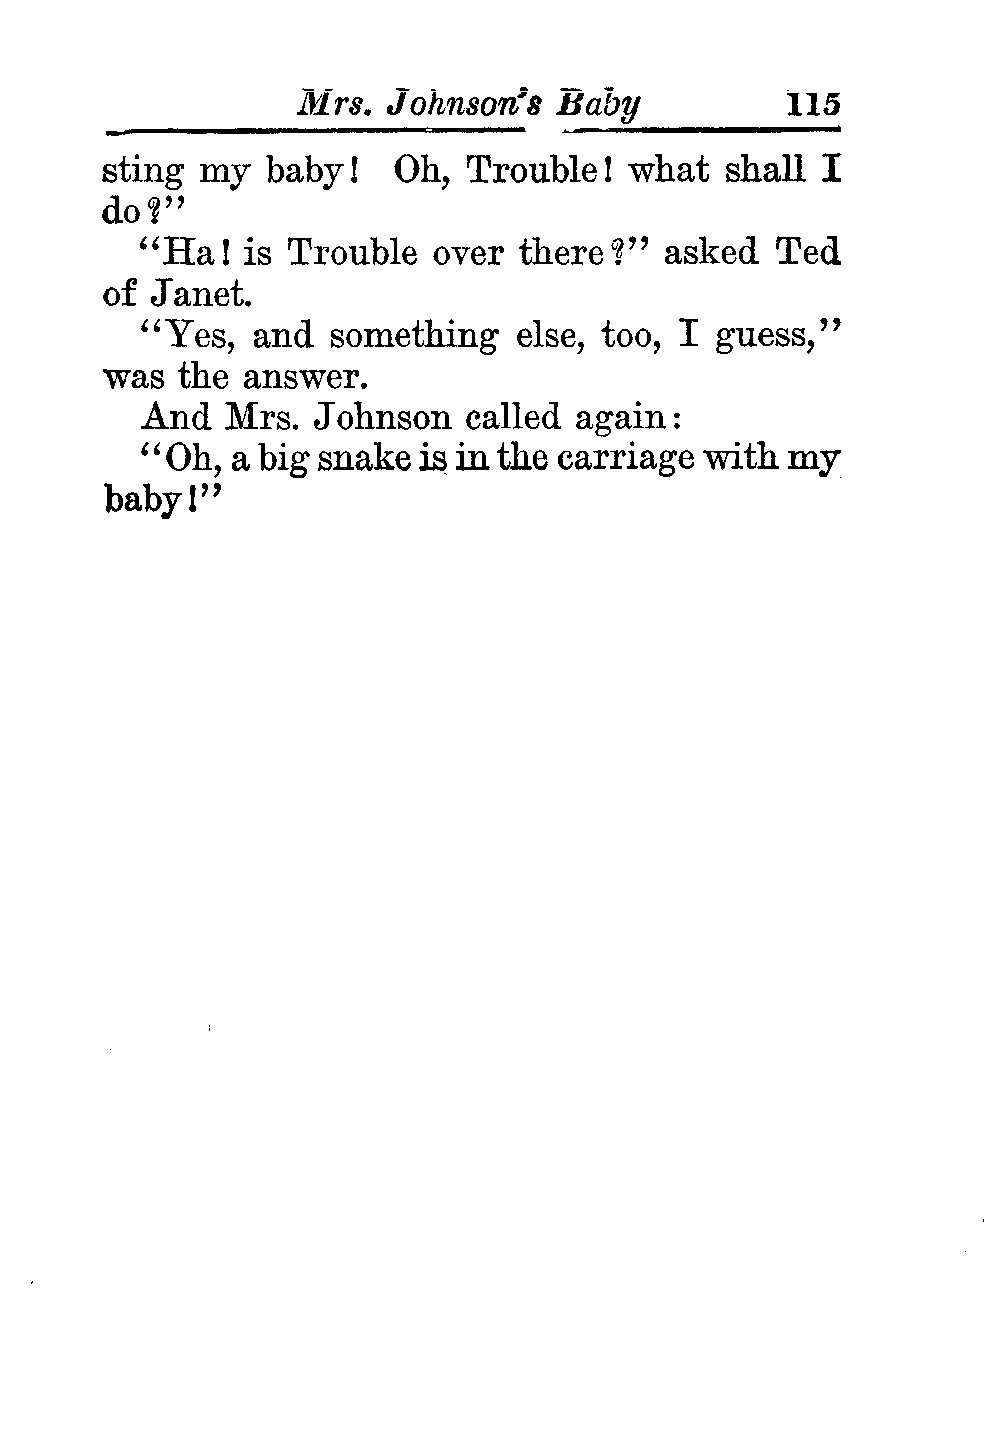 Mrs. Johnson's Baby 115
sting my baby! Oh, Trouble! what shall I
do?"
"Ha! is Trouble over there?" asked Ted
of Janet.
"Yes, and something else, too, I guess,"
was the answer.
And Mrs. Johnson called again:
"Oh, a big snake is in the carriage with my
baby!"